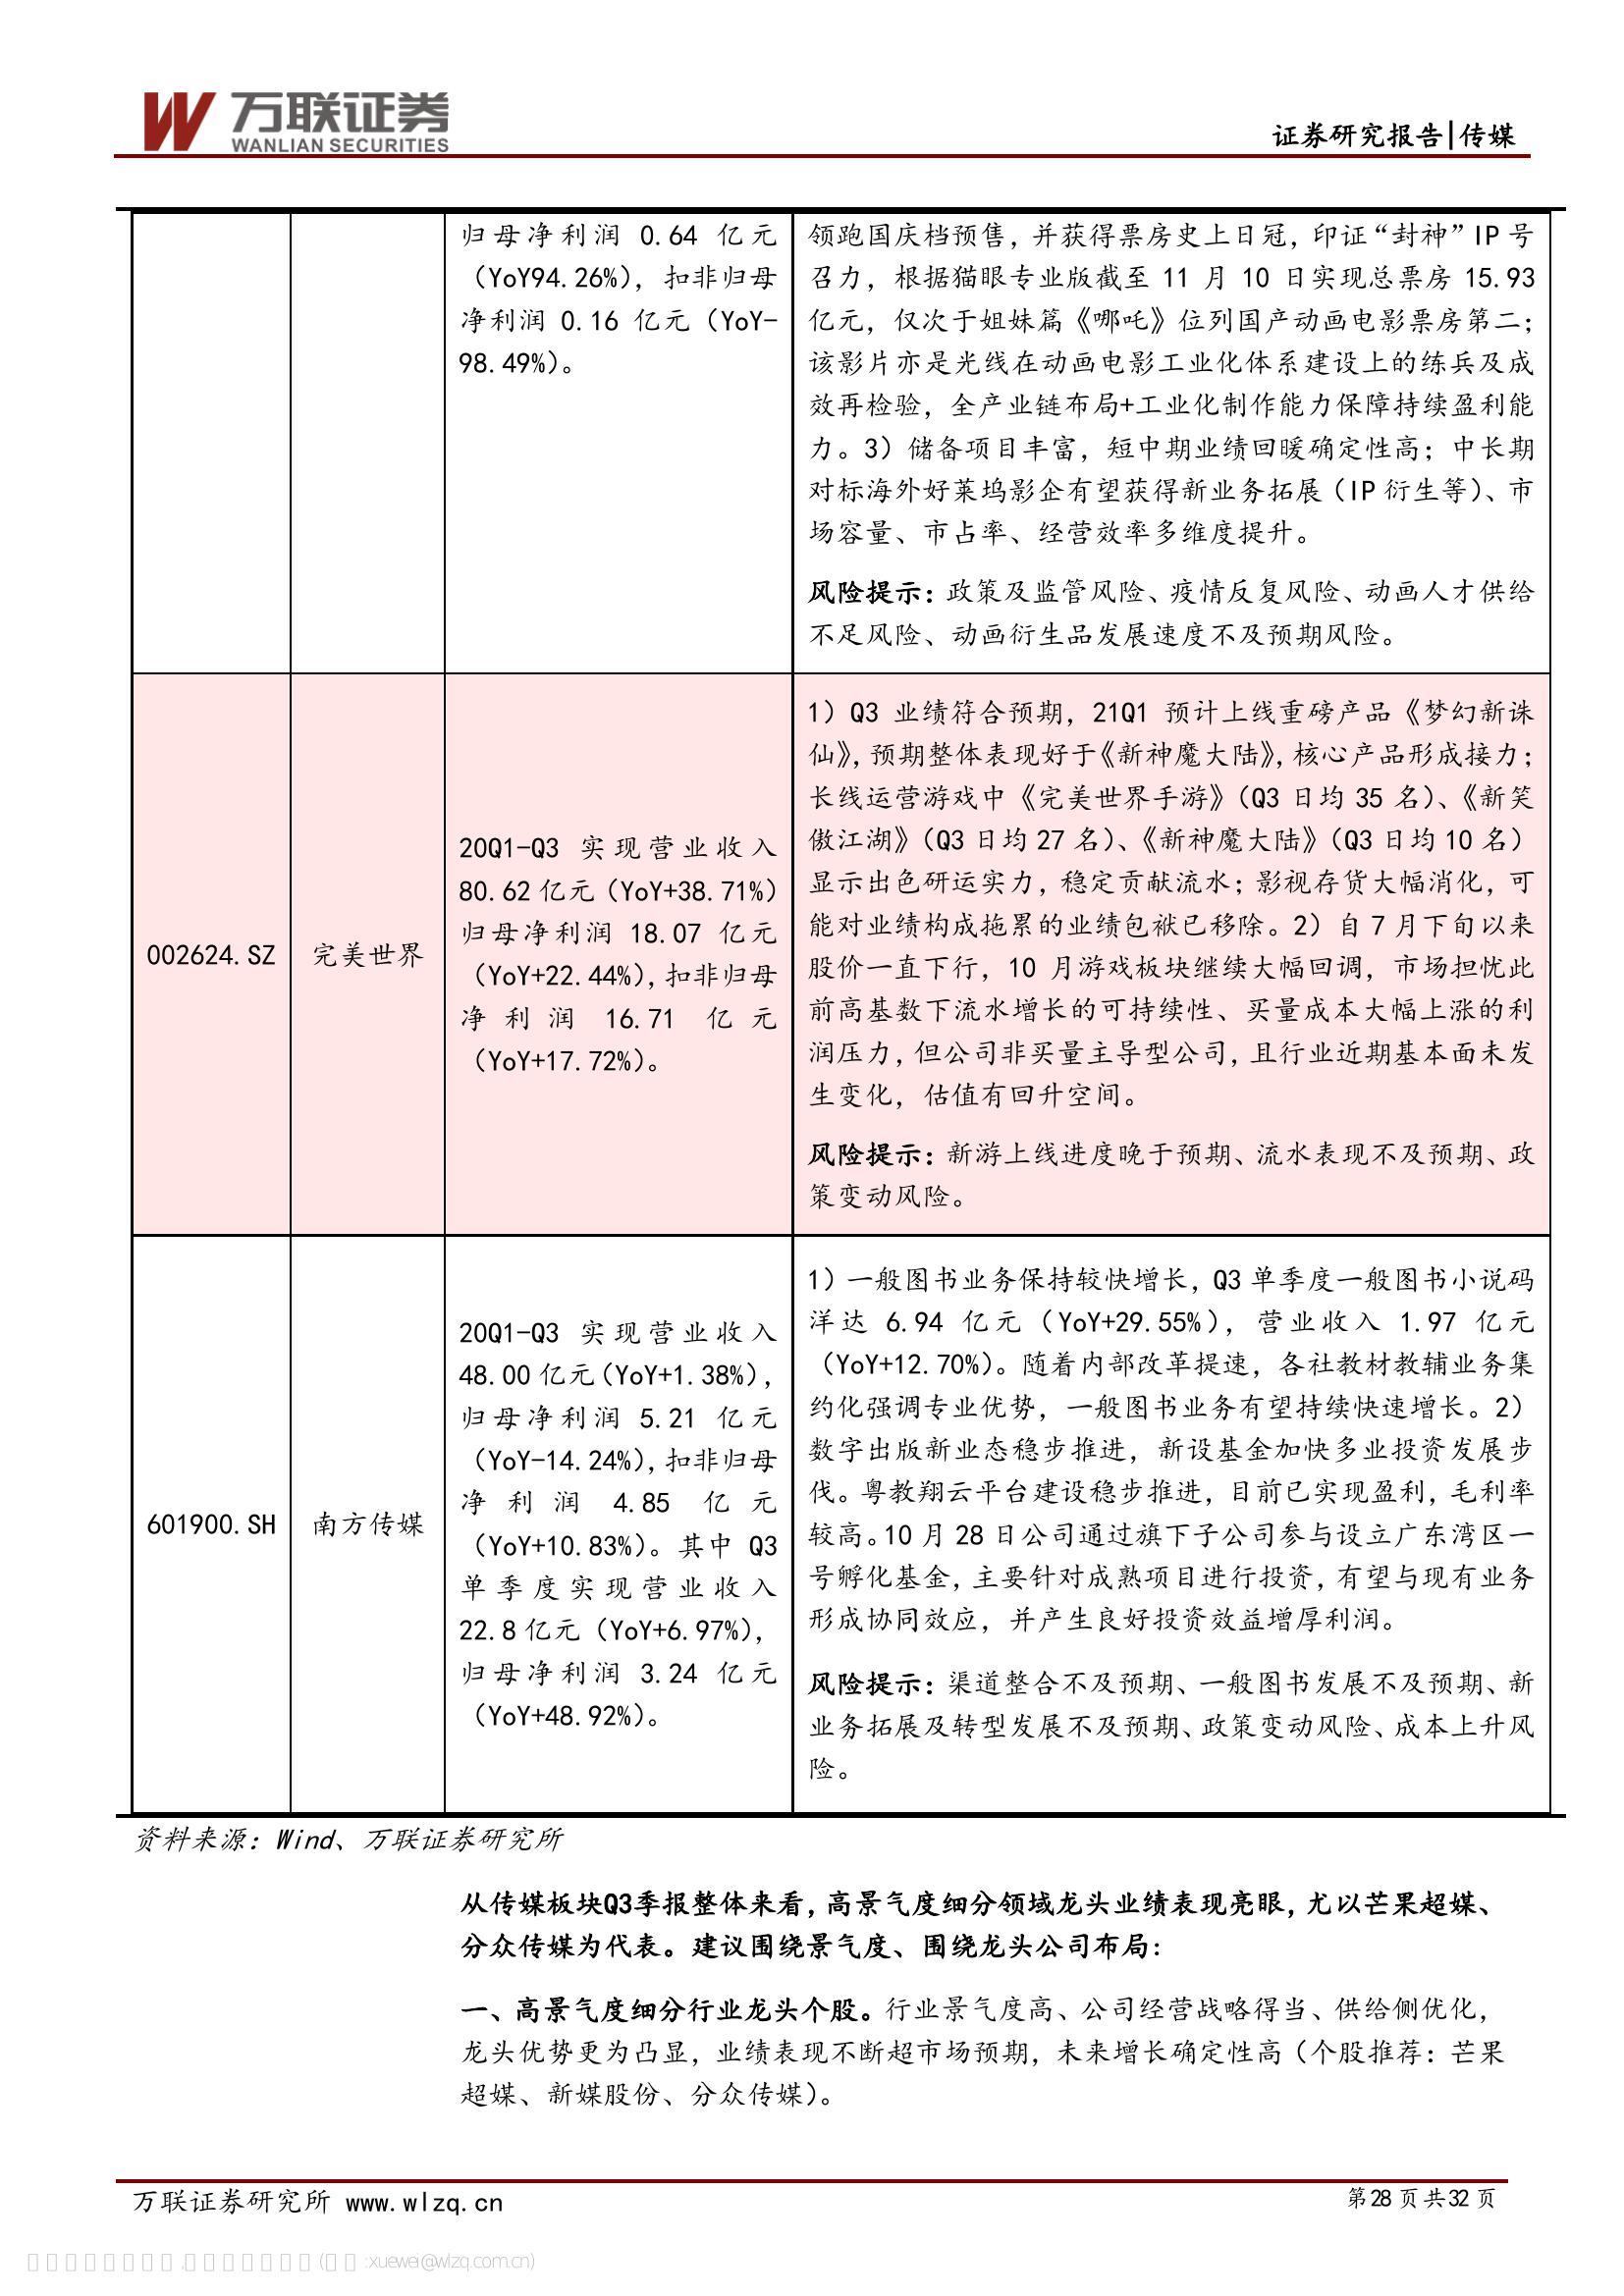 万联证券
WANLIAN SECURITIES
证券研究报告|传媒
归母净利润 0.64 亿元
（YoY94.26%），扣非归母
净利润 0.16 亿元（YoY-
98.49%）。
领跑国庆档预售，并获得票房史上日冠，印证“封神”IP 号
召力，根据猫眼专业版截至 11 月 10 日实现总票房 15.93
亿元，仅次于姐妹篇《哪吒》位列国产动画电影票房第二；
该影片亦是光线在动画电影工业化体系建设上的练兵及成
效再检验，全产业链布局+工业化制作能力保障持续盈利能
力。3）储备项目丰富，短中期业绩回暖确定性高；中长期
对标海外好莱坞影企有望获得新业务拓展（IP 衍生等）、市
场容量、市占率、经营效率多维度提升。
风险提示：政策及监管风险、疫情反复风险、动画人才供给
不足风险、动画衍生品发展速度不及预期风险。
002624.SZ
完美世界
20Q1-Q3 实现营业收入
80.62 亿元（YoY+38.71%）
归母净利润 18.07 亿元
（YoY+22.44%），扣非归母
净利润 16.71 亿元
（YoY+17.72%）。
1）Q3 业绩符合预期，21Q1 预计上线重磅产品《梦幻新诛
仙》，预期整体表现好于《新神魔大陆》，核心产品形成接力；
长线运营游戏中《完美世界手游》（Q3 日均 35 名）、《新笑
傲江湖》（Q3 日均 27 名）、《新神魔大陆》（Q3 日均 10 名）
显示出色研运实力，稳定贡献流水；影视存货大幅消化，可
能对业绩构成拖累的业绩包袱已移除。2）自 7 月下旬以来
股价一直下行，10 月游戏板块继续大幅回调，市场担忧此
前高基数下流水增长的可持续性、买量成本大幅上涨的利
润压力，但公司非买量主导型公司，且行业近期基本面未发
生变化，估值有回升空间。
风险提示：新游上线进度晚于预期、流水表现不及预期、政
策变动风险。
601900.SH
南方传媒
20Q1-Q3 实现营业收入
48.00 亿元（YoY+1.38%），
归母净利润 5.21 亿元
（YoY-14.24%），扣非归母
净利润 4.85 亿元
（YoY+10.83%）。其中 Q3
单季度实现营业收入
22.8 亿元（YoY+6.97%），
归母净利润 3.24 亿元
（YoY+48.92%）。
1）一般图书业务保持较快增长，Q3 单季度一般图书小说码
洋达 6.94 亿元（YoY+29.55%），营业收入 1.97 亿元
（YoY+12.70%）。随着内部改革提速，各社教材教辅业务集
约化强调专业优势，一般图书业务有望持续快速增长。2）
数字出版新业态稳步推进，新设基金加快多业投资发展步
伐。粤教翔云平台建设稳步推进，目前已实现盈利，毛利率
较高。10 月 28 日公司通过旗下子公司参与设立广东湾区一
号孵化基金，主要针对成熟项目进行投资，有望与现有业务
形成协同效应，并产生良好投资效益增厚利润。
风险提示：渠道整合不及预期、一般图书发展不及预期、新
业务拓展及转型发展不及预期、政策变动风险、成本上升风
险。
资料来源：Wind、万联证券研究所
从传媒板块Q3季报整体来看，高景气度细分领域龙头业绩表现亮眼，尤以芒果超媒、
分众传媒为代表。建议围绕景气度、围绕龙头公司布局：
一、高景气度细分行业龙头个股。行业景气度高、公司经营战略得当、供给侧优化，
龙头优势更为凸显，业绩表现不断超市场预期，未来增长确定性高（个股推荐：芒果
超媒、新媒股份、分众传媒）。
万联证券研究所 www.wlzq.cn
第28 页 共32 页
:xuewei@wlzq.com.cn)